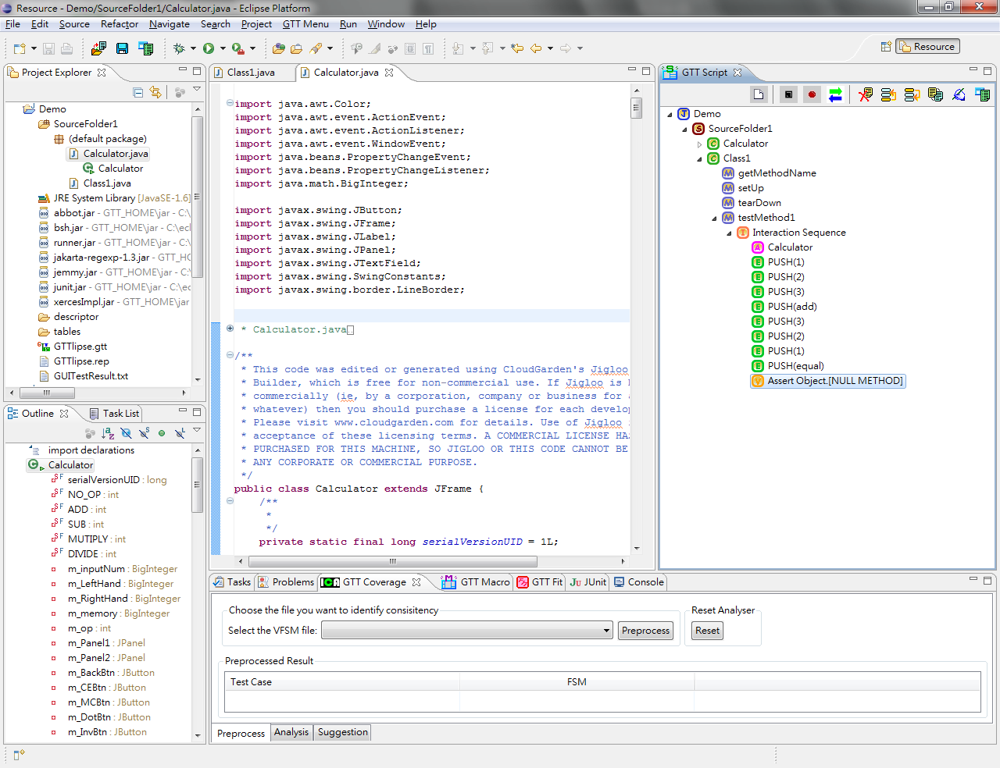 Resource - Demo/SourceFolder1/Calculator.java - Eclipse Platform
File Edit Source Refactor Navigate Search Project GTT Menu Run Window Help
Resource
Project Explorer
Demo
SourceFolder1
(default package)
Calculator.java
Calculator
Class1.java
JRE System Library [JavaSE-1.6]
abbot.jar - GTT_HOME\jar - C:\
bsh.jar - GTT_HOME\jar - C:\ecl
runner.jar - GTT_HOME\jar - C:\
jakarta-regexp-1.3.jar - GTT_HO
jemmy.jar - GTT_HOME\jar - C:\
junit.jar - GTT_HOME\jar - C:\ec
xercesImpl.jar - GTT_HOME\jar
descriptor
tables
GTTlipse.gtt
GTTlipse.rep
GUITestResult.txt
Outline Task List
import declarations
Calculator
serialVersionUID : long
NO_OP : int
ADD : int
SUB : int
MUTIPLY : int
DIVIDE : int
m_inputNum : BigInteger
m_LeftHand : BigInteger
m_RightHand : BigInteger
m_memory : BigInteger
m_op : int
m_Panel1 : JPanel
m_Panel2 : JPanel
m_BackBtn : JButton
m_CEBtn : JButton
m_MCBtn : JButton
m_DotBtn : JButton
m_InvBtn : JButton
Class1.java Calculator.java
import java.awt.Color;
import java.awt.event.ActionEvent;
import java.awt.event.ActionListener;
import java.awt.event.WindowEvent;
import java.beans.PropertyChangeEvent;
import java.beans.PropertyChangeListener;
import java.math.BigInteger;
import javax.swing.JButton;
import javax.swing.JFrame;
import javax.swing.JLabel;
import javax.swing.JPanel;
import javax.swing.JTextField;
import javax.swing.SwingConstants;
import javax.swing.border.LineBorder;
* Calculator.java
/**
* This code was edited or generated using CloudGarden's Jigloo
* Builder, which is free for non-commercial use. If Jigloo is
* commercially (ie, by a corporation, company or business for
* whatever) then you should purchase a license for each develop
* Please visit www.cloudgarden.com for details. Use of Jigloo
* acceptance of these licensing terms. A COMMERCIAL LICENSE HA
* PURCHASED FOR THIS MACHINE, SO JIGLOO OR THIS CODE CANNOT BE
* ANY CORPORATE OR COMMERCIAL PURPOSE.
*/
public class Calculator extends JFrame {
/**
*
*/
private static final long serialVersionUID = 1L;
GTT Script
Demo
SourceFolder1
Calculator
Class1
getMethodName
setUp
tearDown
testMethod1
Interaction Sequence
Calculator
PUSH(1)
PUSH(2)
PUSH(3)
PUSH(add)
PUSH(3)
PUSH(2)
PUSH(1)
PUSH(equal)
Assert Object.[NULL METHOD]
Tasks Problems GTT Coverage GTT Macro GTT Fit JUnit Console
Choose the file you want to identify consisitency
Select the VFSM file: Preprocess
Reset Analyser
Reset
Preprocessed Result
Test Case FSM
Preprocess Analysis Suggestion